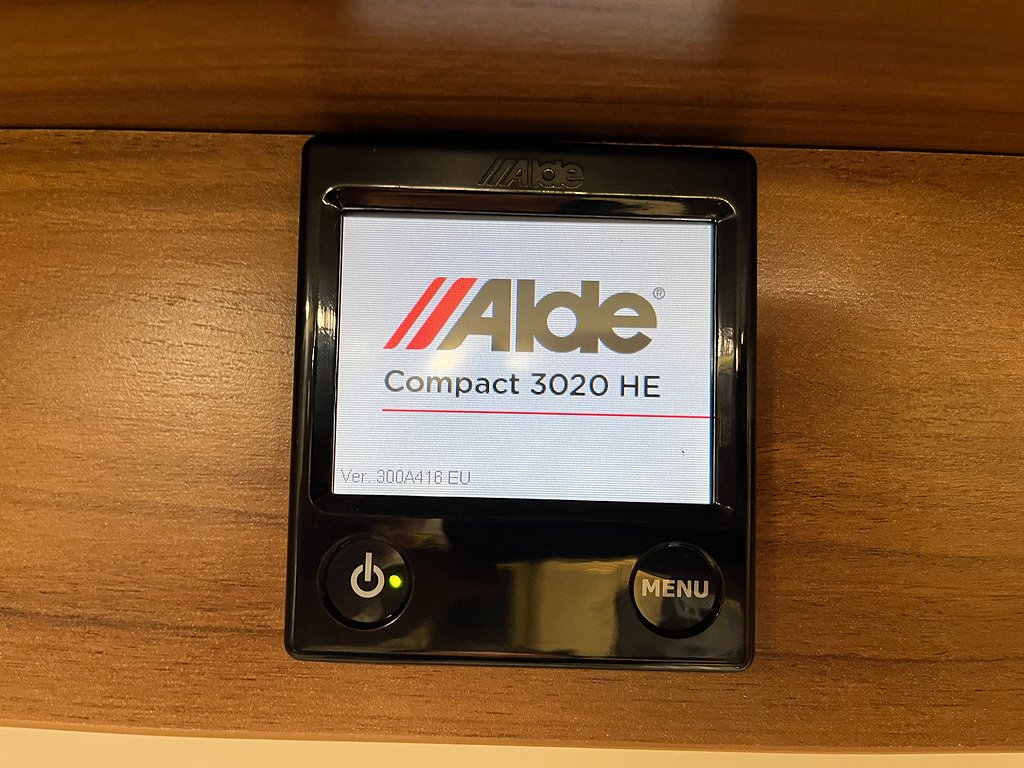 Alde
Alde®
Compact 3020 HE
Ver. 300A416 EU
MENU